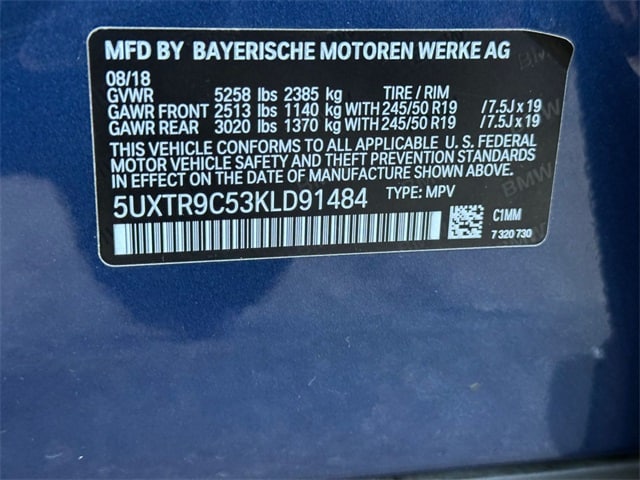 MFD BY BAYERISCHE MOTOREN WERKE AG
08/18
GVWR 5258 lbs 2385 kg TIRE / RIM
GAWR FRONT 2513 lbs 1140 kg WITH 245/50 R19 / 7.5J x 19
GAWR REAR 3020 lbs 1370 kg WITH 245/50 R19 / 7.5J x 19
THIS VEHICLE CONFORMS TO ALL APPLICABLE U. S. FEDERAL
MOTOR VEHICLE SAFETY AND THEFT PREVENTION STANDARDS
IN EFFECT ON THE DATE OF MANUFACTURE SHOWN ABOVE.
5UXTR9C53KLD91484 TYPE: MPV
C1MM
7 320 730
BMW